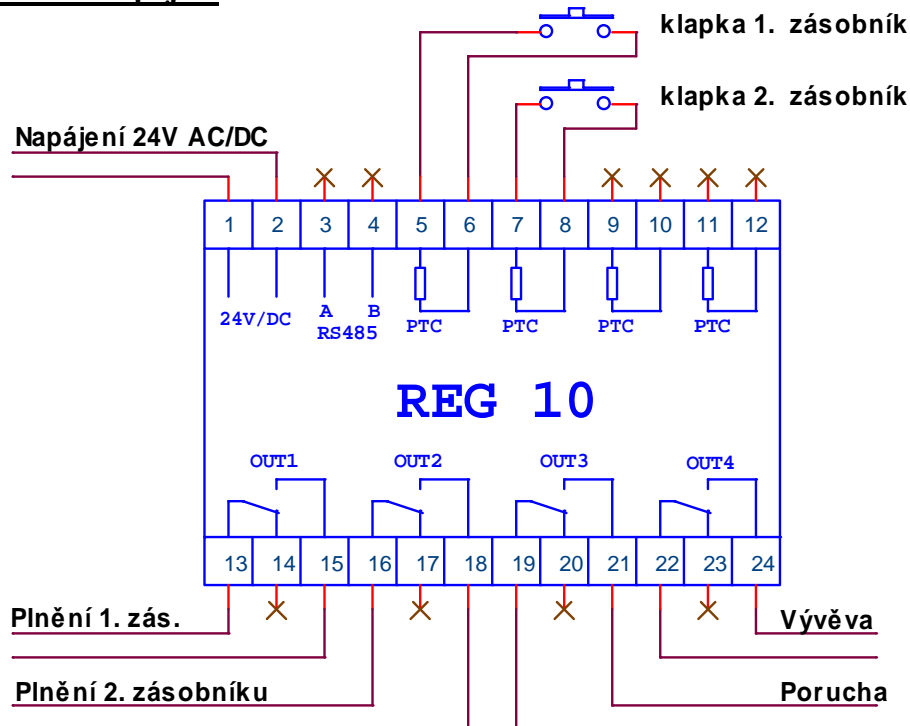 klapka 1. zásobník
klapka 2. zásobník
Napájení 24V AC/DC
1 2 3 4 5 6 7 8 9 10 11 12
24V/DC A B PTC PTC PTC PTC
RS485
REG 10
OUT1 OUT2 OUT3 OUT4
13 14 15 16 17 18 19 20 21 22 23 24
Plnění 1. zás.
Vývěva
Plnění 2. zásobníku
Porucha